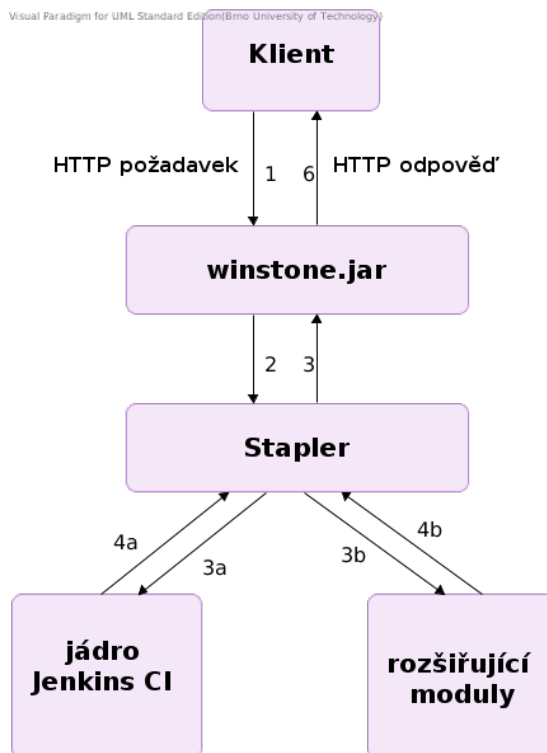 Visual Paradigm for UML Standard Edition(Brno University of Technology)
Klient
HTTP požadavek 1 6 HTTP odpověď
winstone.jar
2 3
Stapler
4a 4b
3a 3b
jádro
Jenkins CI
rozšiřující
moduly